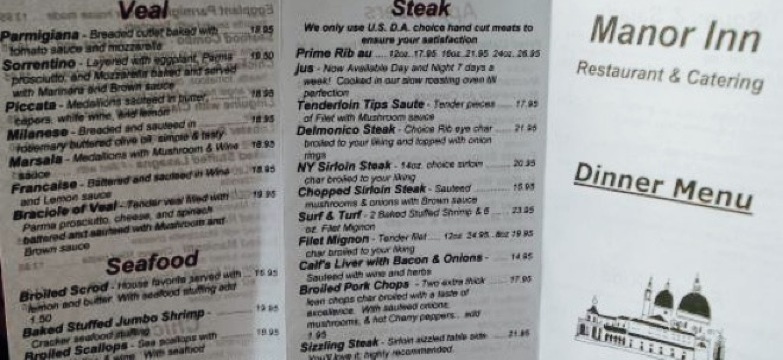 Veal
Parmigiana - Breaded cutlet baked with 18.95
tomato sauce and mozzarella
Sorrentino - Layered with eggplant, Parma 19.50
prosciutto, and Mozzarella baked and served
with Marinara and Brown sauce
Piccata - Medallions sauteed in butter, 18.95
capers, white wine, and lemon
Milanese - Breaded and sauteed in 18.95
rosemary buttered olive oil, simple & tasty
Marsala - Medallions with Mushroom & Wine 18.95
sauce
Francaise - Battered and sauteed in Wine 18.95
and Lemon sauce
Braciole of Veal - Tender veal filled with 19.95
Parma prosciutto, cheese, and spinach
battered and sauteed with Mushroom and
Brown sauce
Seafood
Broiled Scrod - House favorite served with
lemon and butter. With seafood stuffing add
1.50
Baked Stuffed Jumbo Shrimp - 19.95
Cracker seafood stuffing
Broiled Scallops - Sea scallops with 19.95
wine. With seafood
Steak
We only use U.S. D.A. choice hand cut meats to
ensure your satisfaction
Prime Rib au .... 12oz. 17.95 16oz. 21.95 24oz. 26.95
jus - Now Available Day and Night 7 days a
week! Cooked in our slow roasting oven till
perfection
Tenderloin Tips Saute - Tender pieces ..... 17.95
of Filet with Mushroom sauce
Delmonico Steak - Choice Rib eye char ..... 21.95
broiled to your liking and topped with onion
rings
NY Sirloin Steak - 14oz. choice sirloin ..... 20.95
char broiled to your liking
Chopped Sirloin Steak - Sauteed ..... 15.95
mushrooms & onions with Brown sauce
Surf & Turf - 2 Baked Stuffed Shrimp & 6 ... 23.95
oz. Filet Mignon
Filet Mignon - Tender filet .... 12oz 24.95 ..8oz 19.95
char broiled to your liking
Calf's Liver with Bacon & Onions - ..... 14.95
Sauteed with wine and herbs
Broiled Pork Chops - Two extra thick ..... 17.95
lean chops char broiled with a taste of
excellence. With sauteed onions,
mushrooms, & hot Cherry peppers... add
1.95
Sizzling Steak - Sirloin sizzled table side. .... 21.95
You'll love it, highly recommended.
Manor Inn
Restaurant & Catering
Dinner Menu